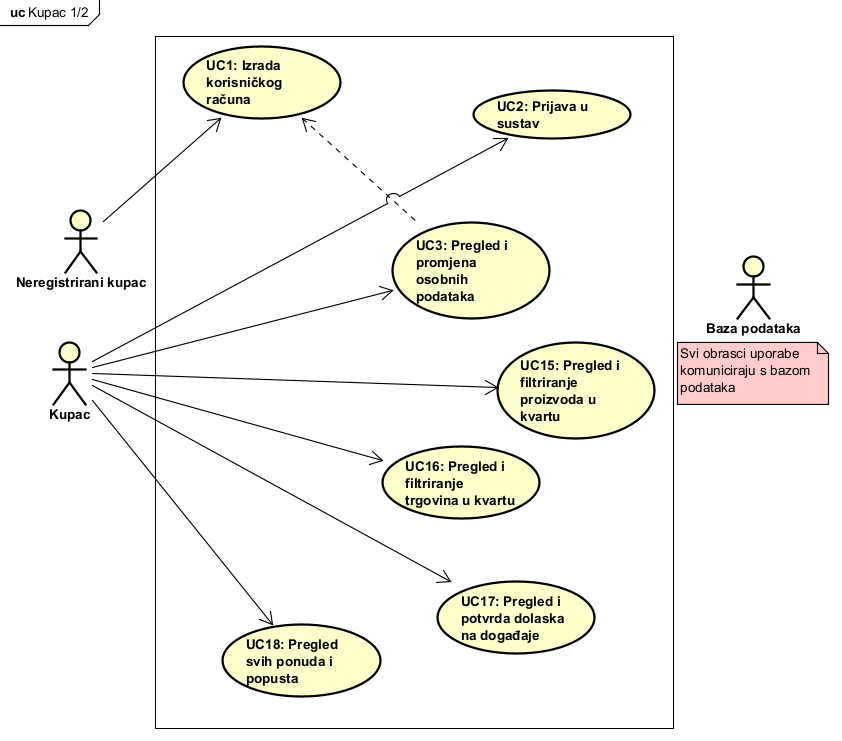 uc Kupac 1/2
UC1: Izrada
korisničkog
računa
UC2: Prijava u
sustav
UC3: Pregled i
promjena
osobnih
podataka
Neregistrirani kupac
Baza podataka
Svi obrasci uporabe
komuniciraju s bazom
podataka
Kupac
UC15: Pregled i
filtriranje
proizvoda u
kvartu
UC16: Pregled i
filtriranje
trgovina u kvartu
UC17: Pregled i
potvrda dolaska
na događaje
UC18: Pregled
svih ponuda i
popusta